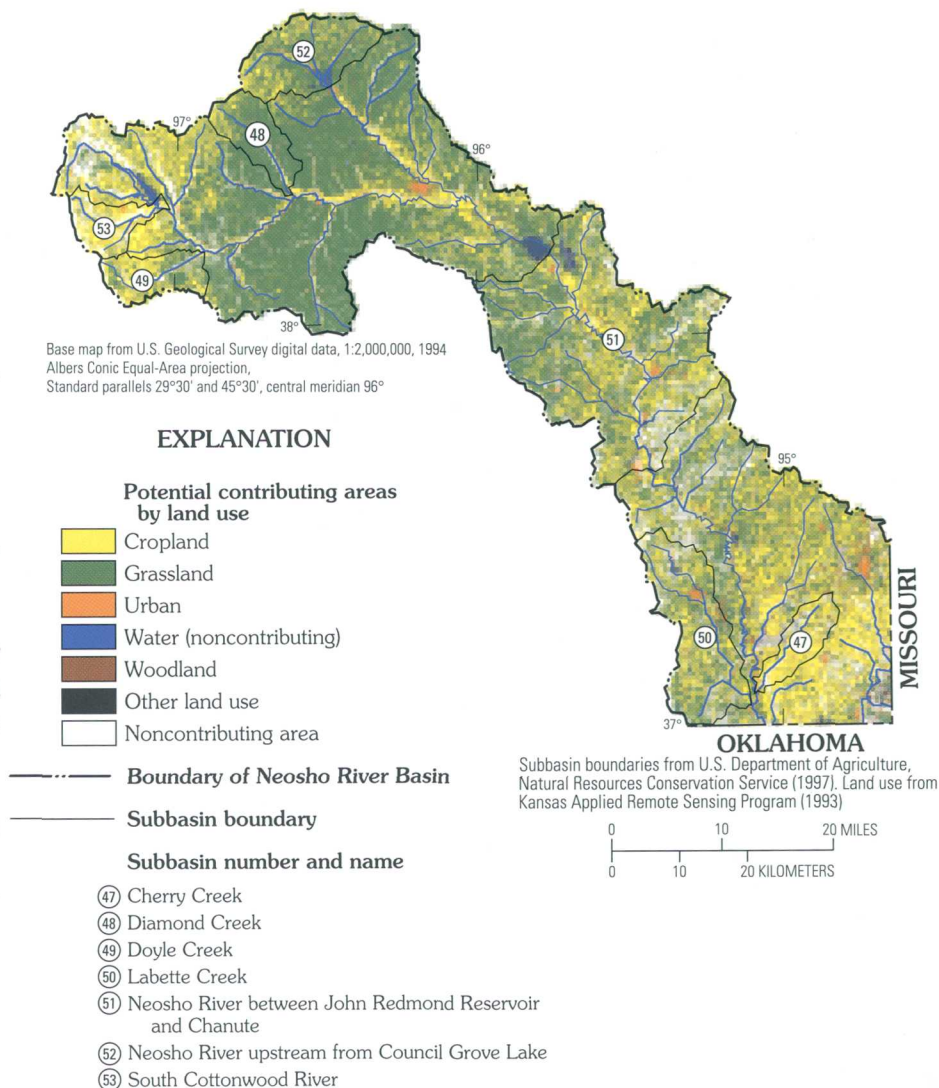 52
97°
48
96°
53
49
38°
51
Base map from U.S. Geological Survey digital data, 1:2,000,000, 1994
Albers Conic Equal-Area projection,
Standard parallels 29°30' and 45°30', central meridian 96°
EXPLANATION
Potential contributing areas
by land use
Cropland
Grassland
Urban
Water (noncontributing)
Woodland
Other land use
Noncontributing area
Boundary of Neosho River Basin
Subbasin boundary
Subbasin number and name
47 Cherry Creek
48 Diamond Creek
49 Doyle Creek
50 Labette Creek
51 Neosho River between John Redmond Reservoir
and Chanute
52 Neosho River upstream from Council Grove Lake
53 South Cottonwood River
95°
MISSOURI
50
47
37°
OKLAHOMA
Subbasin boundaries from U.S. Department of Agriculture,
Natural Resources Conservation Service (1997). Land use from
Kansas Applied Remote Sensing Program (1993)
0 10 20 MILES
0 10 20 KILOMETERS